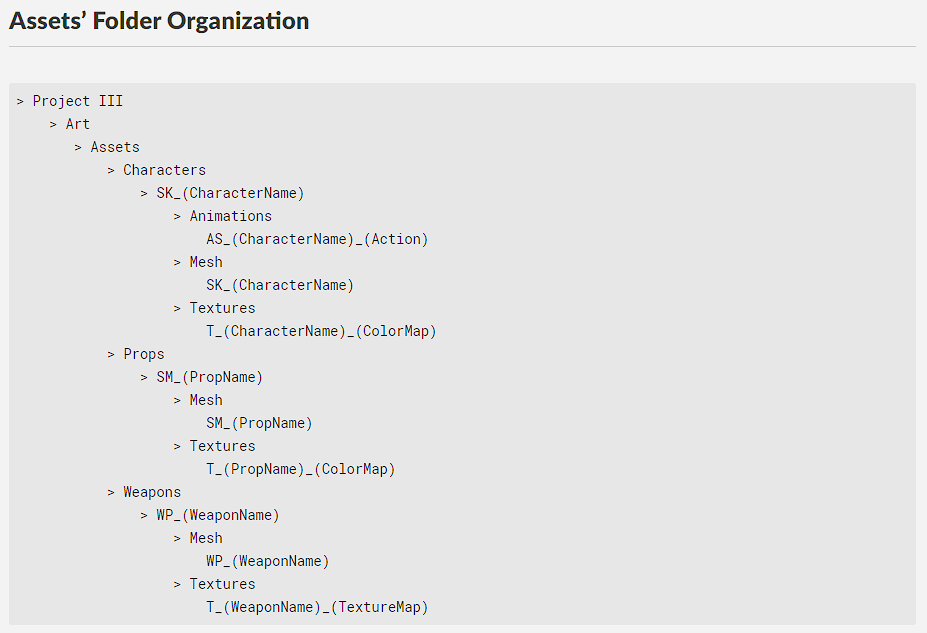 Assets’ Folder Organization
> Project III
> Art
> Assets
> Characters
> SK_(CharacterName)
> Animations
AS_(CharacterName)_(Action)
> Mesh
SK_(CharacterName)
> Textures
T_(CharacterName)_(ColorMap)
> Props
> SM_(PropName)
> Mesh
SM_(PropName)
> Textures
T_(PropName)_(ColorMap)
> Weapons
> WP_(WeaponName)
> Mesh
WP_(WeaponName)
> Textures
T_(WeaponName)_(TextureMap)